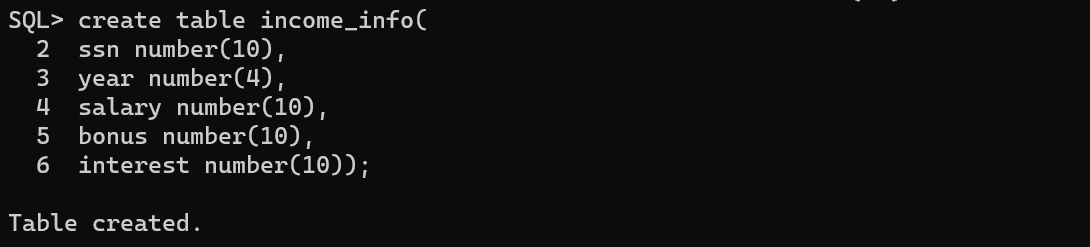 SQL> create table income_info(
  2  ssn number(10),
  3  year number(4),
  4  salary number(10),
  5  bonus number(10),
  6  interest number(10));
Table created.